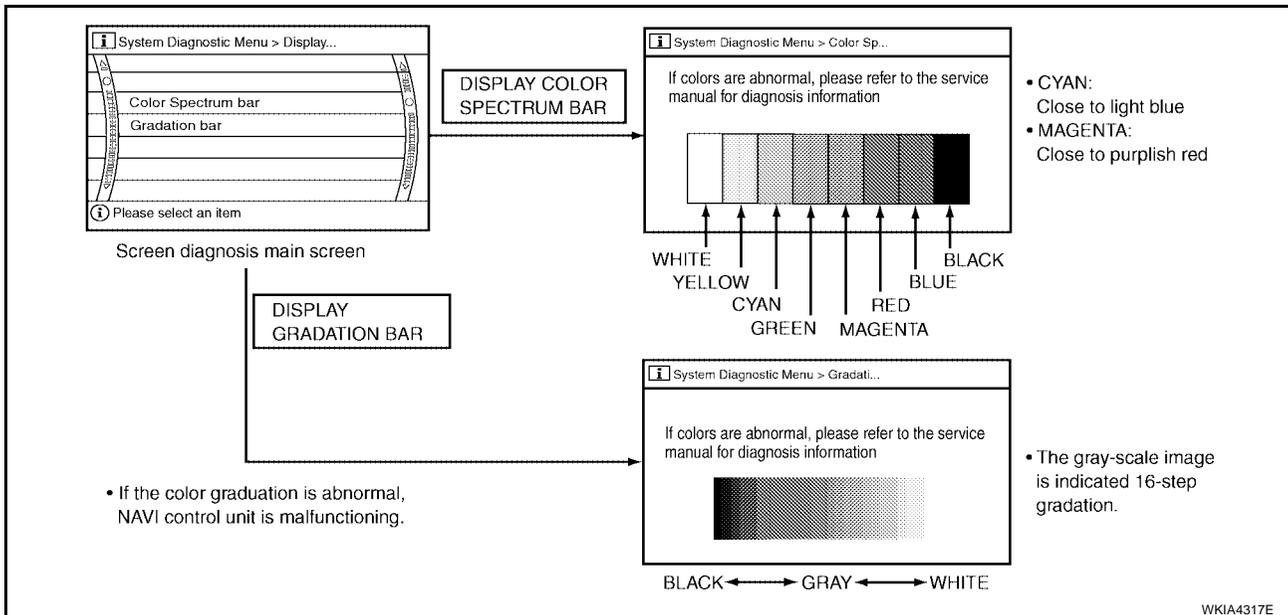 i System Diagnostic Menu > Display...
Color Spectrum bar
Gradation bar
i Please select an item
Screen diagnosis main screen
DISPLAY COLOR
SPECTRUM BAR
i System Diagnostic Menu > Color Sp...
If colors are abnormal, please refer to the service
manual for diagnosis information
WHITE
YELLOW
CYAN
GREEN
MAGENTA
RED
BLUE
BLACK
• CYAN:
Close to light blue
• MAGENTA:
Close to purplish red
DISPLAY
GRADATION BAR
• If the color graduation is abnormal,
NAVI control unit is malfunctioning.
i System Diagnostic Menu > Gradati...
If colors are abnormal, please refer to the service
manual for diagnosis information
BLACK GRAY WHITE
• The gray-scale image
is indicated 16-step
gradation.
WKIA4317E